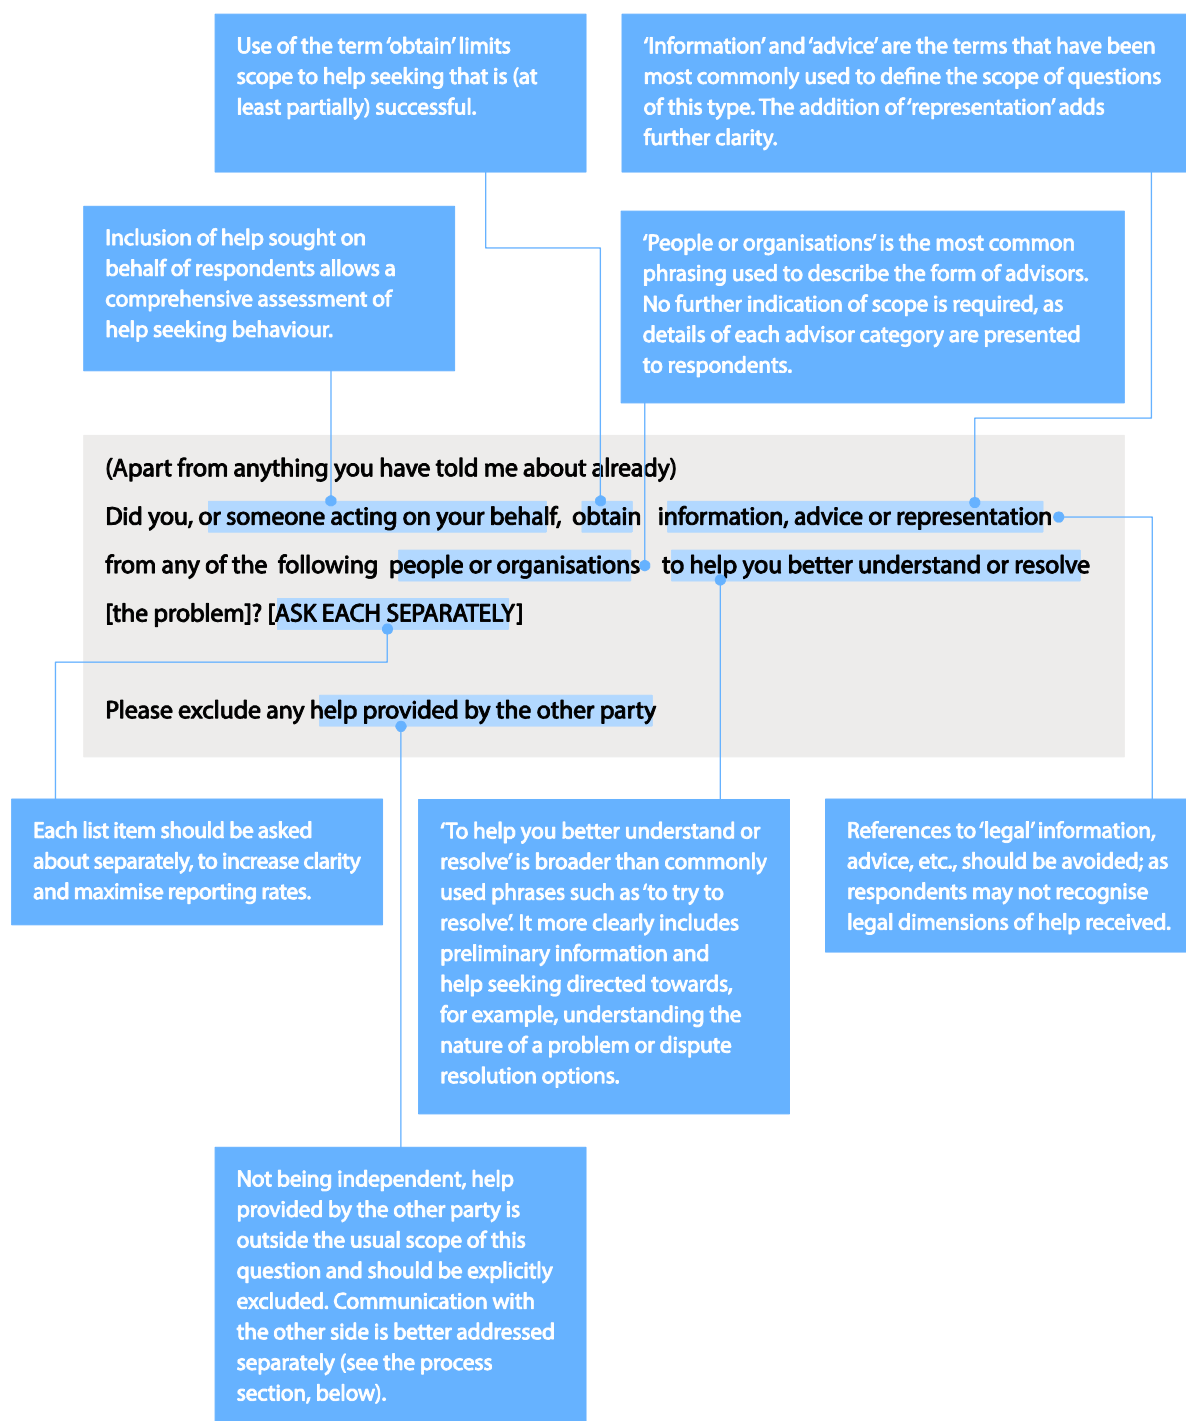 Use of the term ‘obtain’ limits
scope to help seeking that is (at
least partially) successful.
‘Information’ and ‘advice’ are the terms that have been
most commonly used to define the scope of questions
of this type. The addition of ‘representation’ adds
further clarity.
Inclusion of help sought on
behalf of respondents allows a
comprehensive assessment of
help seeking behaviour.
‘People or organisations’ is the most common
phrasing used to describe the form of advisors.
No further indication of scope is required, as
details of each advisor category are presented
to respondents.
(Apart from anything you have told me about already)
Did you, or someone acting on your behalf, obtain information, advice or representation
from any of the following people or organisations to help you better understand or resolve
[the problem]? [ASK EACH SEPARATELY]
Please exclude any help provided by the other party
Each list item should be asked
about separately, to increase clarity
and maximise reporting rates.
‘To help you better understand or
resolve’ is broader than commonly
used phrases such as ‘to try to
resolve’. It more clearly includes
preliminary information and
help seeking directed towards,
for example, understanding the
nature of a problem or dispute
resolution options.
References to ‘legal’ information,
advice, etc., should be avoided; as
respondents may not recognise
legal dimensions of help received.
Not being independent, help
provided by the other party is
outside the usual scope of this
question and should be explicitly
excluded. Communication with
the other side is better addressed
separately (see the process
section, below).